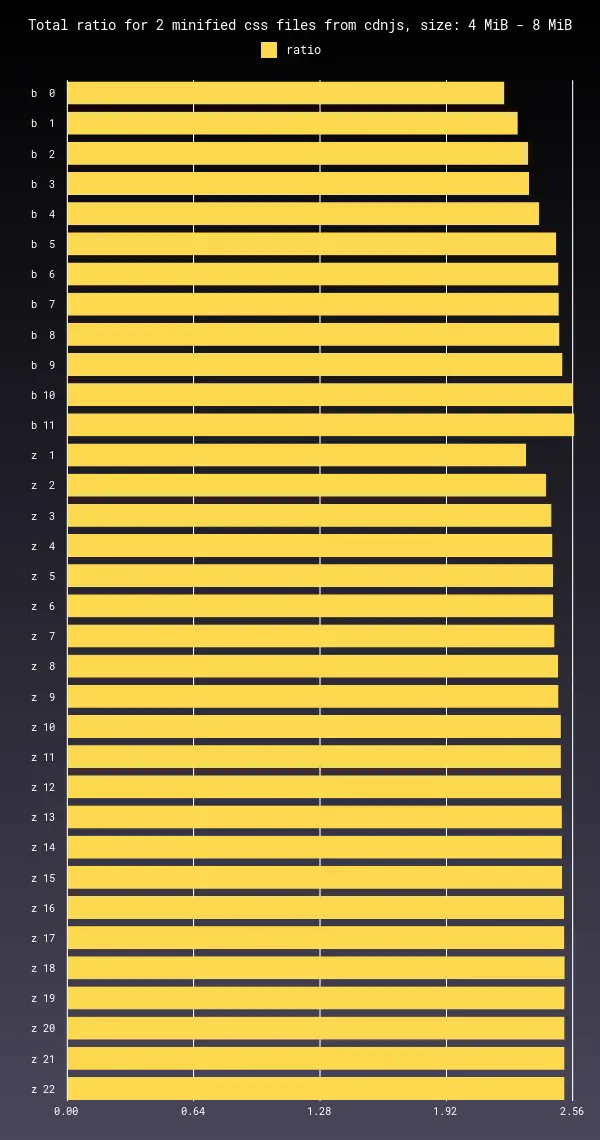 Total ratio for 2 minified css files from cdnjs, size: 4 MiB - 8 MiB
ratio
b 0
b 1
b 2
b 3
b 4
b 5
b 6
b 7
b 8
b 9
b 10
b 11
z 1
z 2
z 3
z 4
z 5
z 6
z 7
z 8
z 9
z 10
z 11
z 12
z 13
z 14
z 15
z 16
z 17
z 18
z 19
z 20
z 21
z 22
0.00 0.64 1.28 1.92 2.56